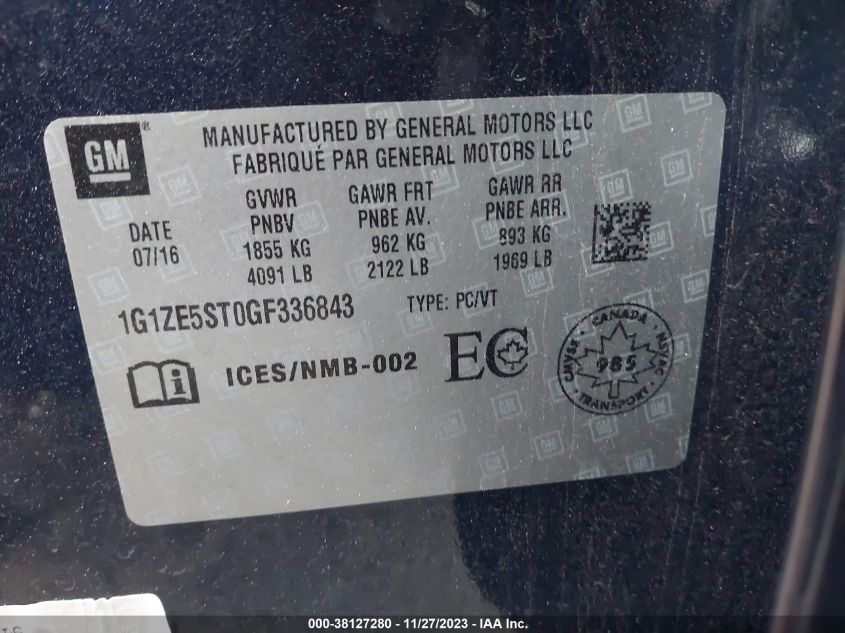 GM
MANUFACTURED BY GENERAL MOTORS LLC
FABRIQUÉ PAR GENERAL MOTORS LLC
DATE
07/16
GVWR
PNBV
1855 KG
4091 LB
GAWR FRT
PNBE AV.
962 KG
2122 LB
GAWR RR
PNBE ARR.
893 KG
1969 LB
1G1ZE5ST0GF336843
TYPE: PC/VT
ICES/NMB-002
EC
CANADA
CMVSS
NSVAC
985
TRANSPORT
000-38127280 - 11/27/2023 - IAA Inc.